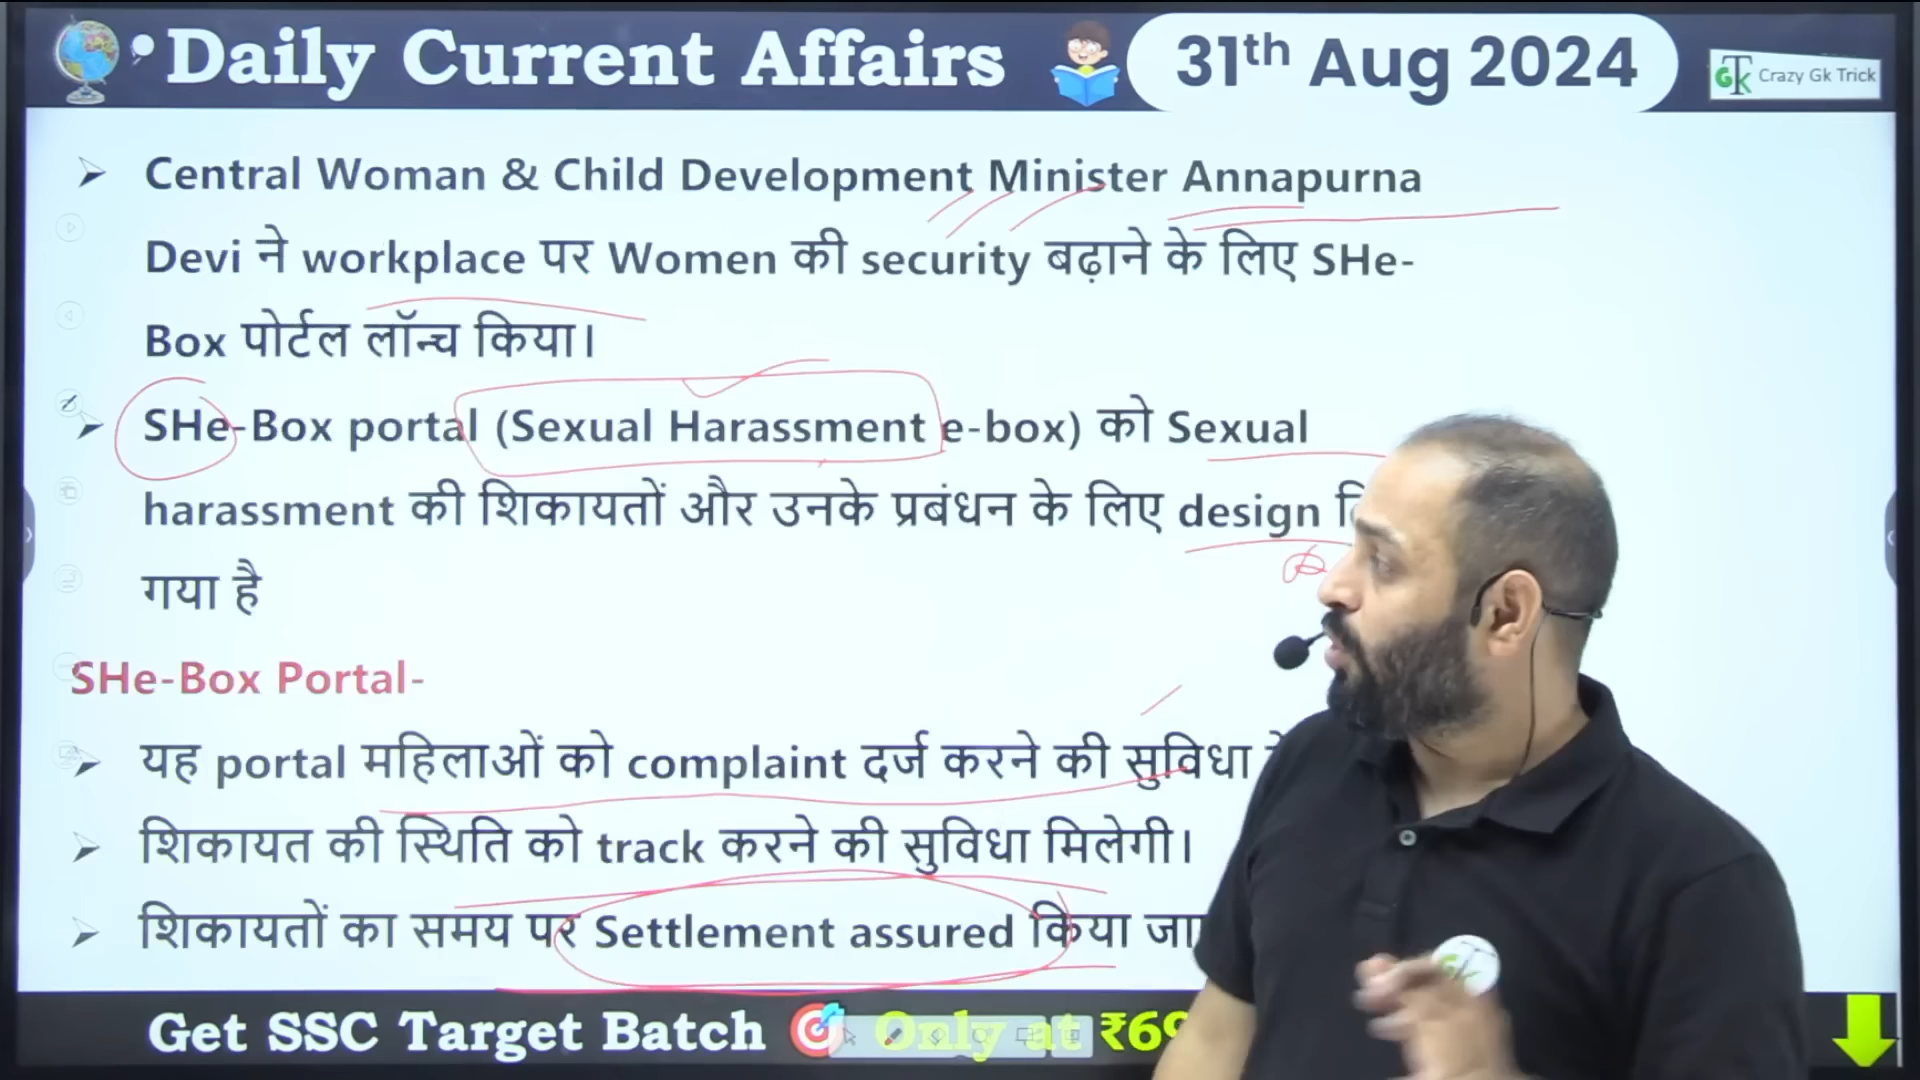 Daily Current Affairs
31th Aug 2024
GTK Crazy Gk Trick
➤ Central Woman & Child Development Minister Annapurna
Devi ने workplace पर Women की security बढ़ाने के लिए SHe-
Box पोर्टल लॉन्च किया।
➤ SHe-Box portal (Sexual Harassment e-box) को Sexual
harassment की शिकायतों और उनके प्रबंधन के लिए design
गया है
SHe-Box Portal-
➤ यह portal महिलाओं को complaint दर्ज करने की सुविधा
➤ शिकायत की स्थिति को track करने की सुविधा मिलेगी।
➤ शिकायतों का समय पर Settlement assured किया
Get SSC Target Batch Only at